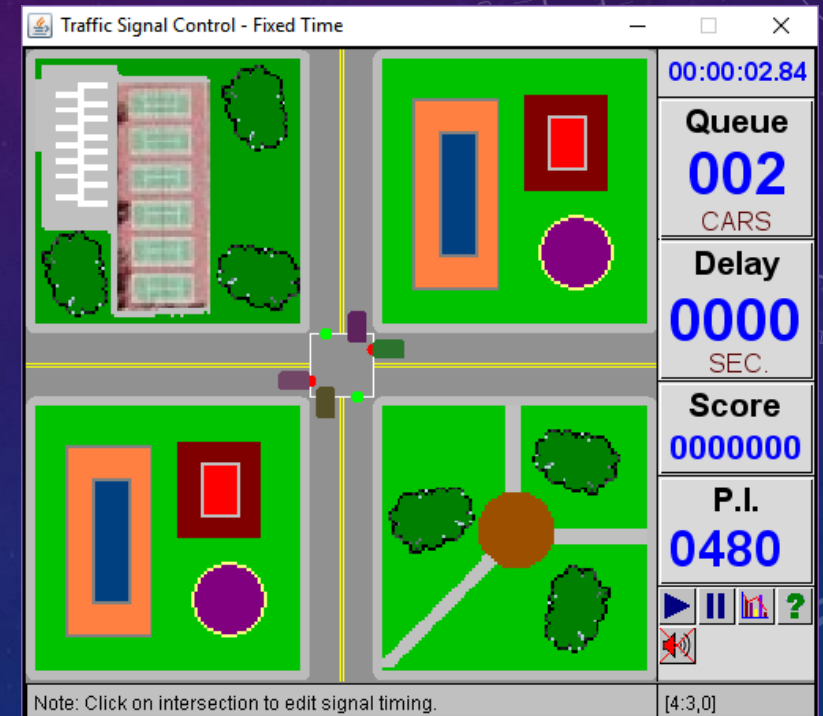 Traffic Signal Control - Fixed Time
00:00:02.84
Queue
002
CARS
Delay
0000
SEC.
Score
0000000
P.I.
0480
?
Note: Click on intersection to edit signal timing.
[4:3,0]